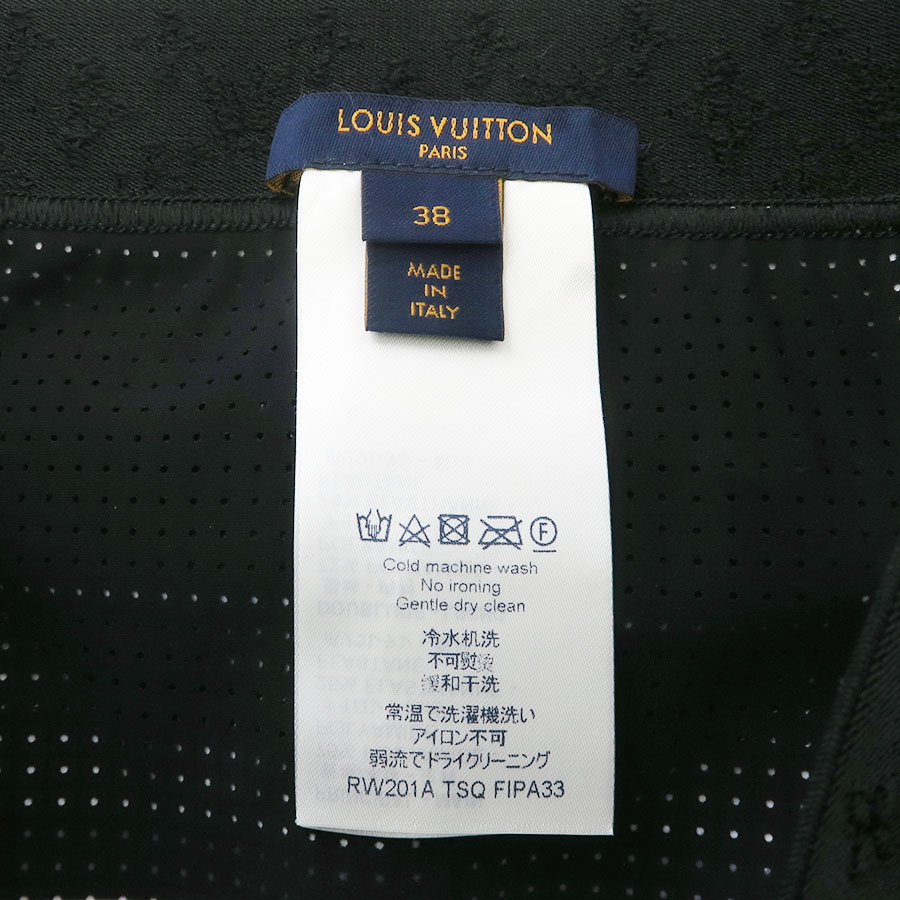 LOUIS VUITTON
PARIS
38
MADE
IN
ITALY
F
Cold machine wash
No ironing
Gentle dry clean
冷水机洗
不可熨烫
缓和干洗
常温で洗濯機洗い
アイロン不可
弱流でドライクリーニング
RW201A TSQ FIPA33